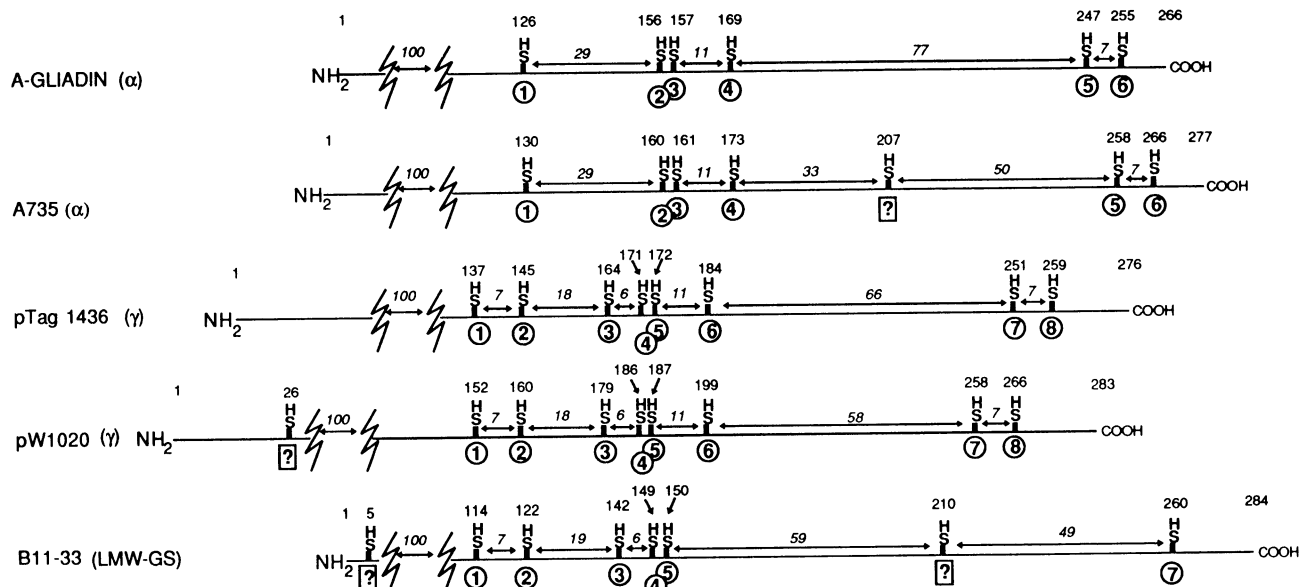 1 126 156 157 169 247 255 266
H H H H H H
S S S S S S
100 29 11 77 7
A-GLIADIN (α) NH2 COOH
① ② ③ ④ ⑤ ⑥
1 130 160 161 173 207 258 266 277
H H H H H H H
S S S S S S S
100 29 11 33 50 7
A735 (α) NH2 COOH
① ② ③ ④ ? ⑤ ⑥
1 137 145 164 171 172 184 251 259 276
H H H H H H H H
S S S S S S S S
100 7 18 6 11 66 7
pTag 1436 (γ) NH2 COOH
① ② ③ ④ ⑤ ⑥ ⑦ ⑧
1 26 152 160 179 186 187 199 258 266 283
H H H H H H H H H
S S S S S S S S S
100 7 18 6 11 58 7
pW1020 (γ) NH2 COOH
? ① ② ③ ④ ⑤ ⑥ ⑦ ⑧
1 5 114 122 142 149 150 210 260 284
H H H H H H H H
S S S S S S S S
100 7 19 6 59 49
B11-33 (LMW-GS) NH2 COOH
? ① ② ③ ④ ⑤ ? ⑦